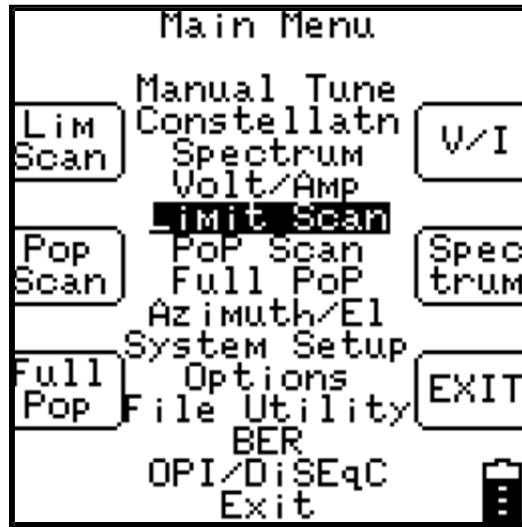 Main Menu
Manual Tune
Constellatn
Spectrum
Volt/Amp
Limit Scan
PoP Scan
Full PoP
Azimuth/El
System Setup
Options
File Utility
BER
OPI/DiSEqC
Exit
Lim
Scan
Pop
Scan
Full
Pop
V/I
Spec
trum
EXIT